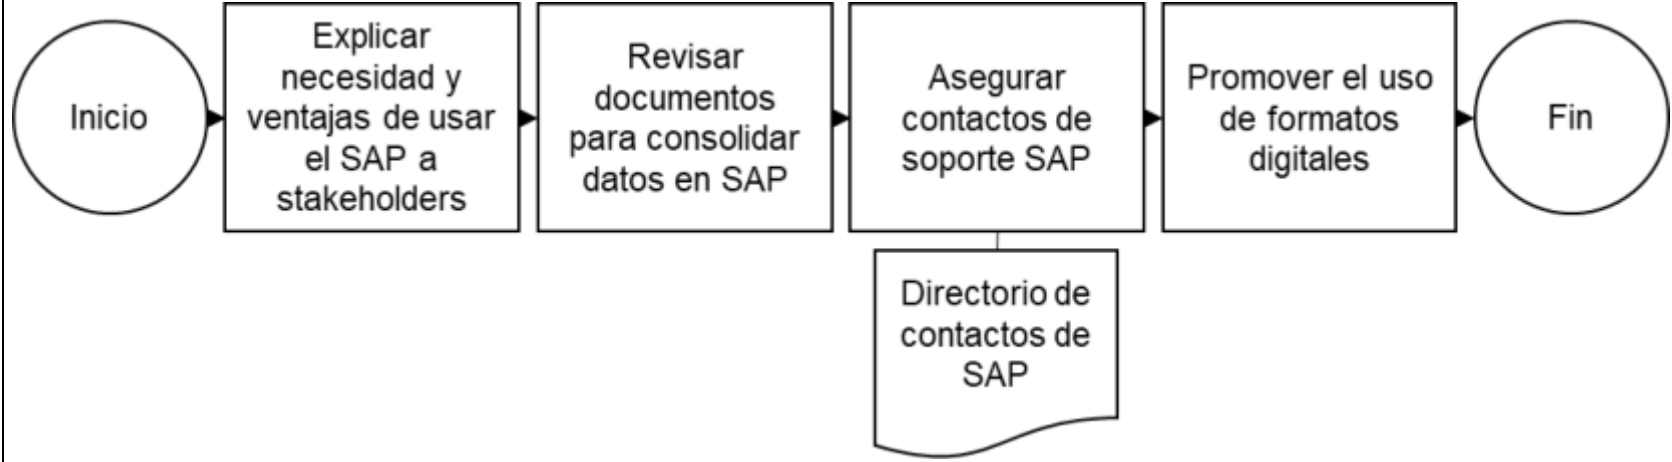 Inicio
Explicar
necesidad y
ventajas de usar
el SAP a
stakeholders
Revisar
documentos
para consolidar
datos en SAP
Asegurar
contactos de
soporte SAP
Directorio de
contactos de
SAP
Promover el uso
de formatos
digitales
Fin